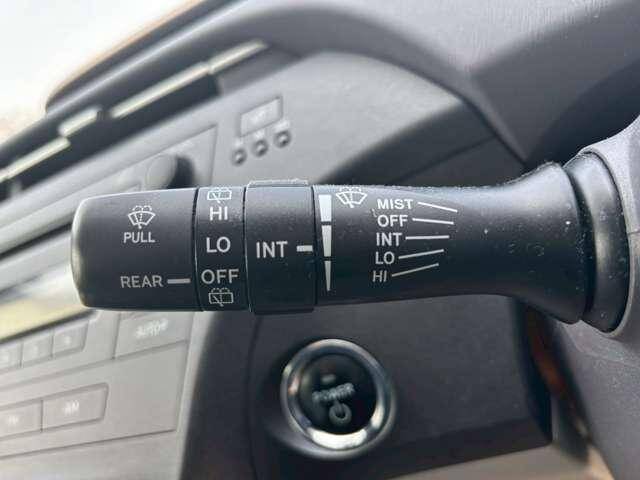 PULL
REAR
HI
LO
OFF
INT
MIST
OFF
INT
LO
HI
POWER